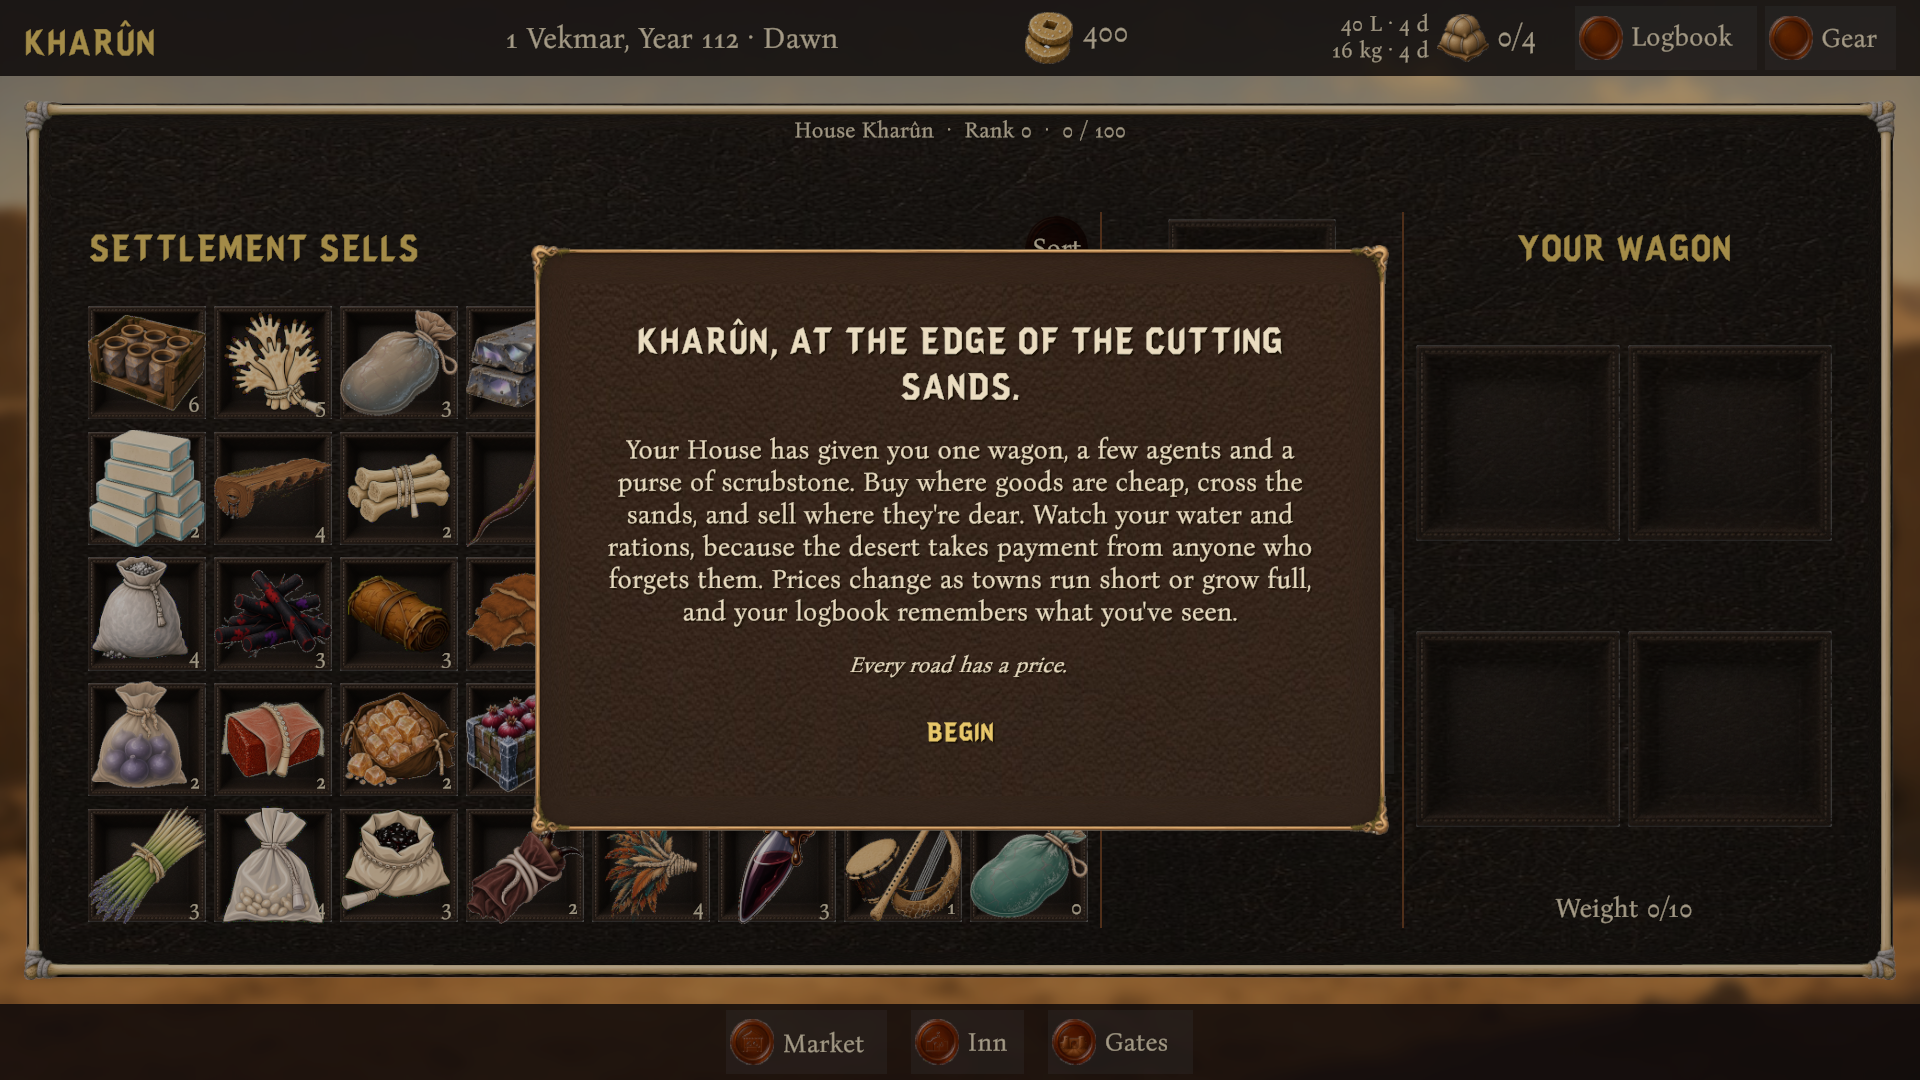 KHARÛN
1 Vekmar, Year 112 · Dawn
400
40 L · 4 d
16 kg · 4 d
0/4
Logbook
Gear
House Kharûn · Rank 0 · 0 / 100
SETTLEMENT SELLS
Sort
YOUR WAGON
6
5
3
2
4
2
4
3
3
2
2
2
3
4
3
2
4
3
1
0
KHARÛN, AT THE EDGE OF THE CUTTING
SANDS.
Your House has given you one wagon, a few agents and a
purse of scrubstone. Buy where goods are cheap, cross the
sands, and sell where they're dear. Watch your water and
rations, because the desert takes payment from anyone who
forgets them. Prices change as towns run short or grow full,
and your logbook remembers what you've seen.
Every road has a price.
BEGIN
Weight 0/10
Market
Inn
Gates